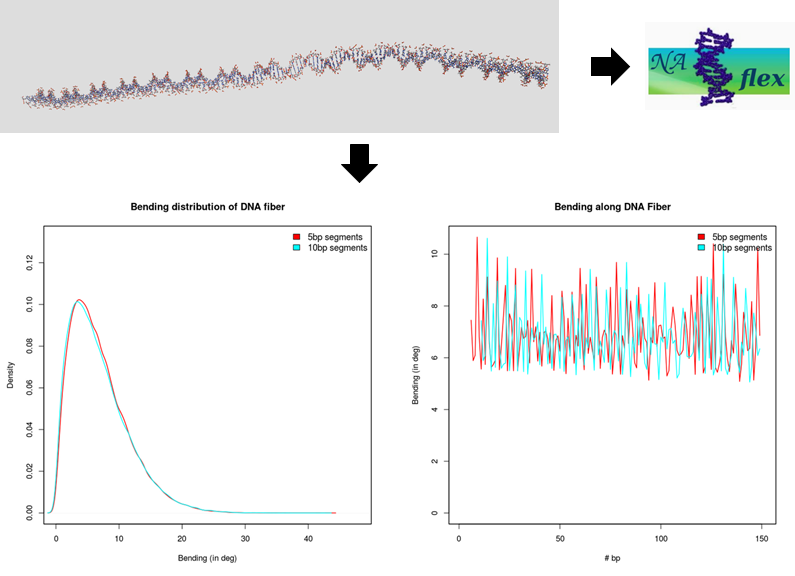 NA
flex
Bending distribution of DNA fiber
5bp segments
10bp segments
0.12
0.10
0.08
0.06
0.04
0.02
0.00
Density
0 10 20 30 40
Bending (in deg)
Bending along DNA Fiber
5bp segments
10bp segments
10
8
6
4
2
0
Bending (in deg)
0 50 100 150
# bp